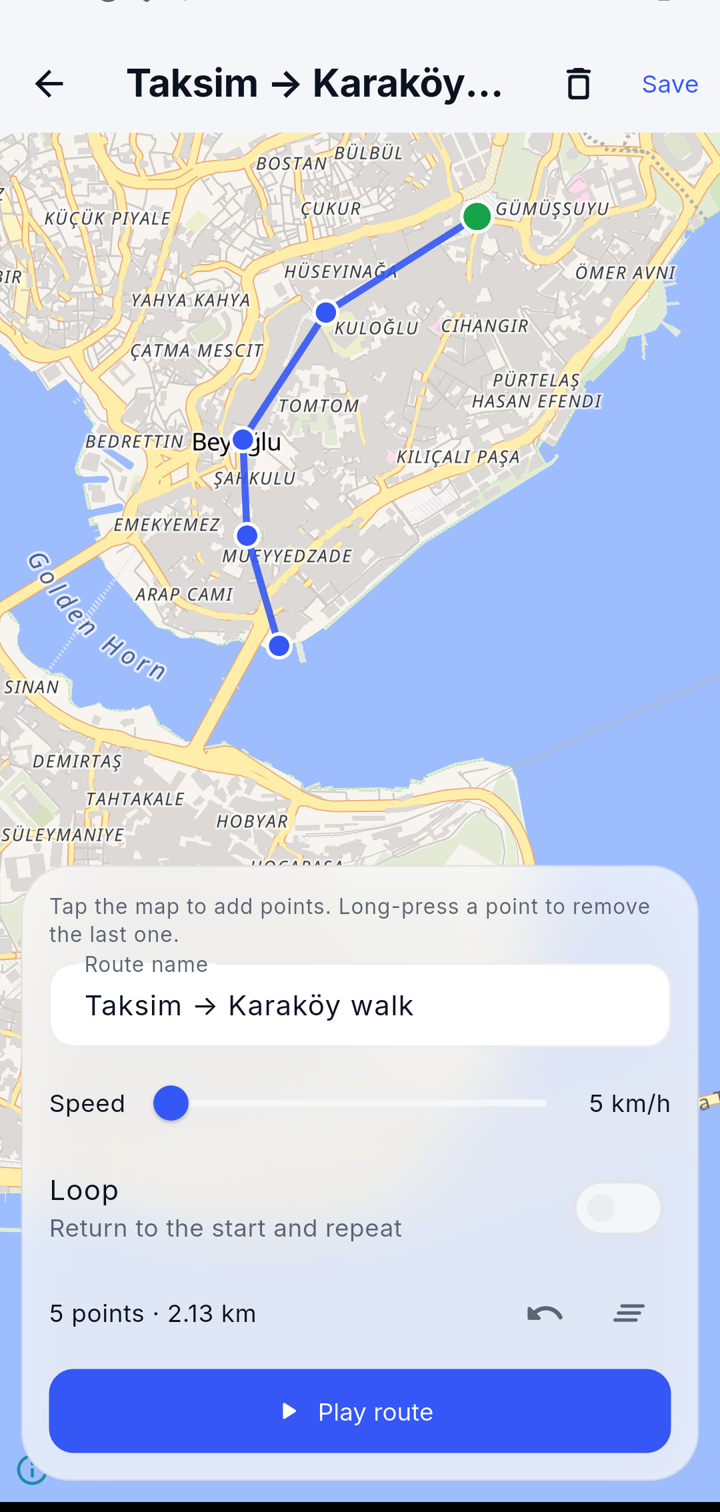 Taksim → Karaköy...
Save
BOSTAN
BÜLBÜL
KÜÇÜK PIYALE
ÇUKUR
GÜMÜŞSUYU
HÜSEYINAĞA
ÖMER AVNI
YAHYA KAHYA
KULOĞLU
CIHANGIR
ÇATMA MESCIT
PÜRTELAŞ
HASAN EFENDI
TOMTOM
BEDRETTIN
Beyoğlu
KILIÇALI PAŞA
ŞAHKULU
EMEKYEMEZ
MUEYYEDZADE
ARAP CAMI
Golden Horn
SINAN
DEMIRTAŞ
TAHTAKALE
HOBYAR
SÜLEYMANIYE
HOCAPAŞA
Tap the map to add points. Long-press a point to remove
the last one.
Route name
Taksim → Karaköy walk
Speed
5 km/h
Loop
Return to the start and repeat
5 points · 2.13 km
Play route